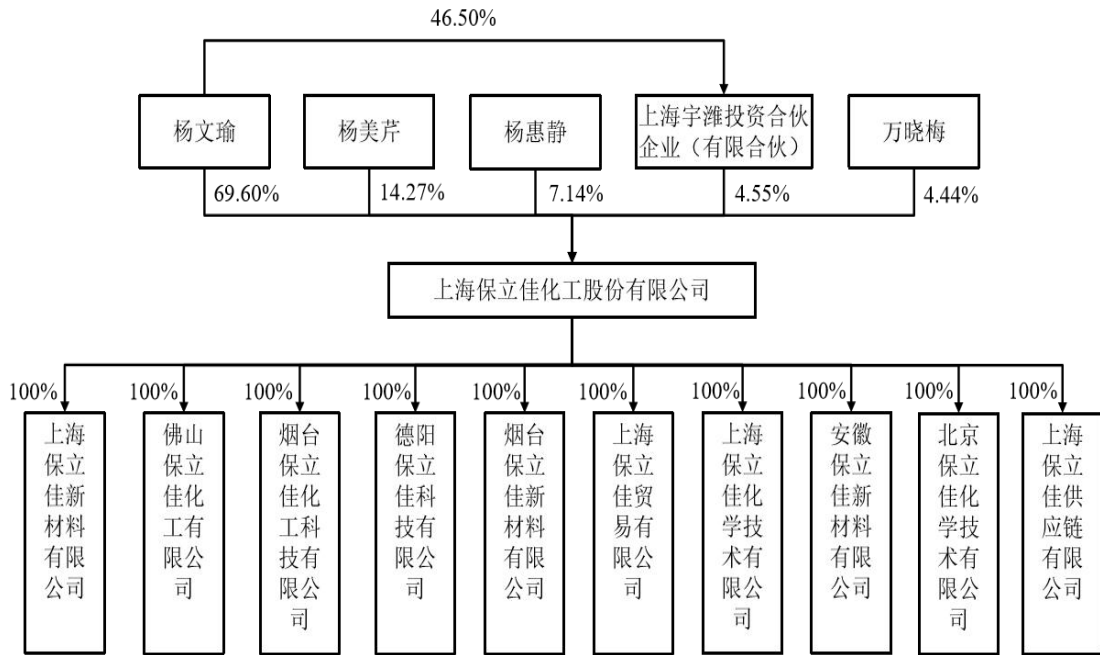 46.50%
杨文瑜
杨美芹
杨惠静
上海宇潍投资合伙
企业（有限合伙）
万晓梅
69.60%
14.27%
7.14%
4.55%
4.44%
上海保立佳化工股份有限公司
100%
100%
100%
100%
100%
100%
100%
100%
100%
100%
上海
保立
佳新
材料
有限
公司
佛山
保立
佳化
工有
限公
司
烟台
保立
佳化
工科
技有
限公
司
德阳
保立
佳科
技有
限公
司
烟台
保立
佳新
材料
有限
公司
上海
保立
佳贸
易有
限公
司
上海
保立
佳化
学技
术有
限公
司
安徽
保立
佳新
材料
有限
公司
北京
保立
佳化
学技
术有
限公
司
上海
保立
佳供
应链
有限
公司